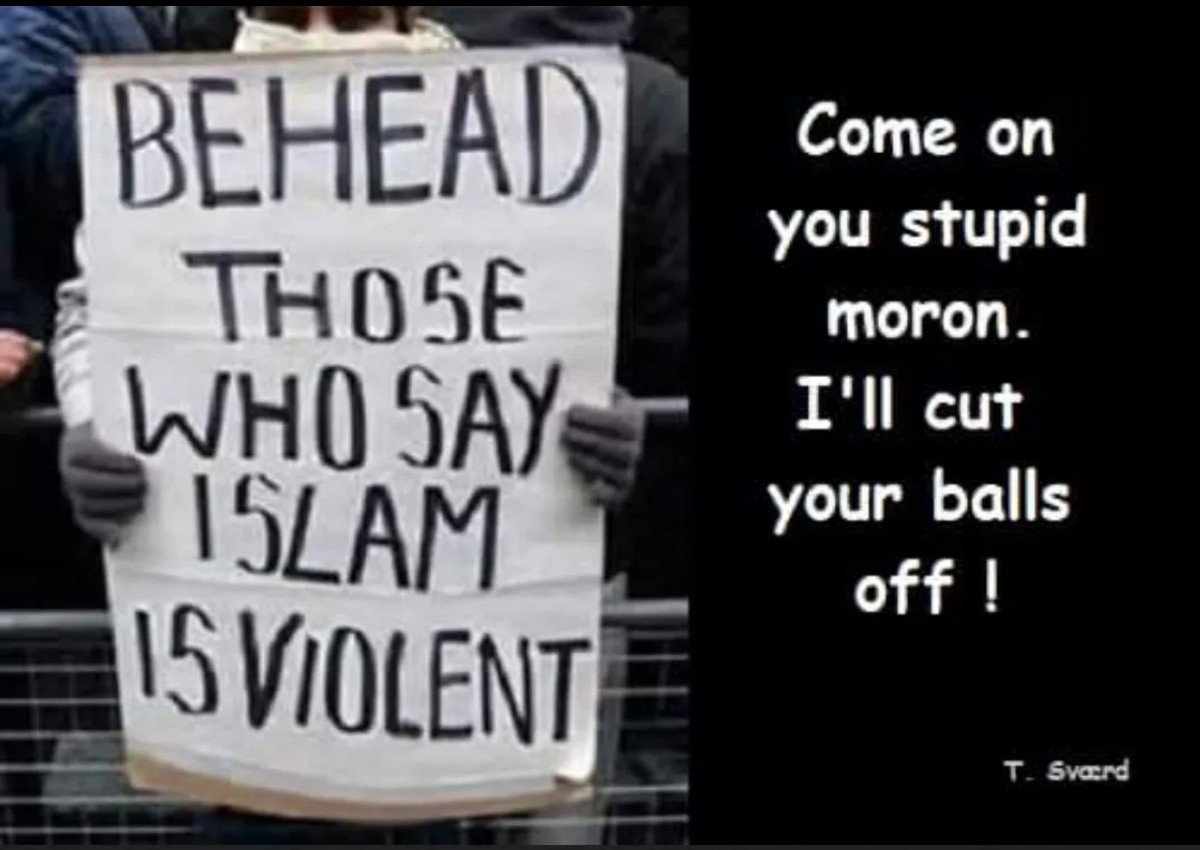 BEHEAD
THOSE
WHO SAY
ISLAM
IS VIOLENT
Come on
you stupid
moron.
I'll cut
your balls
off !
T. Sværd